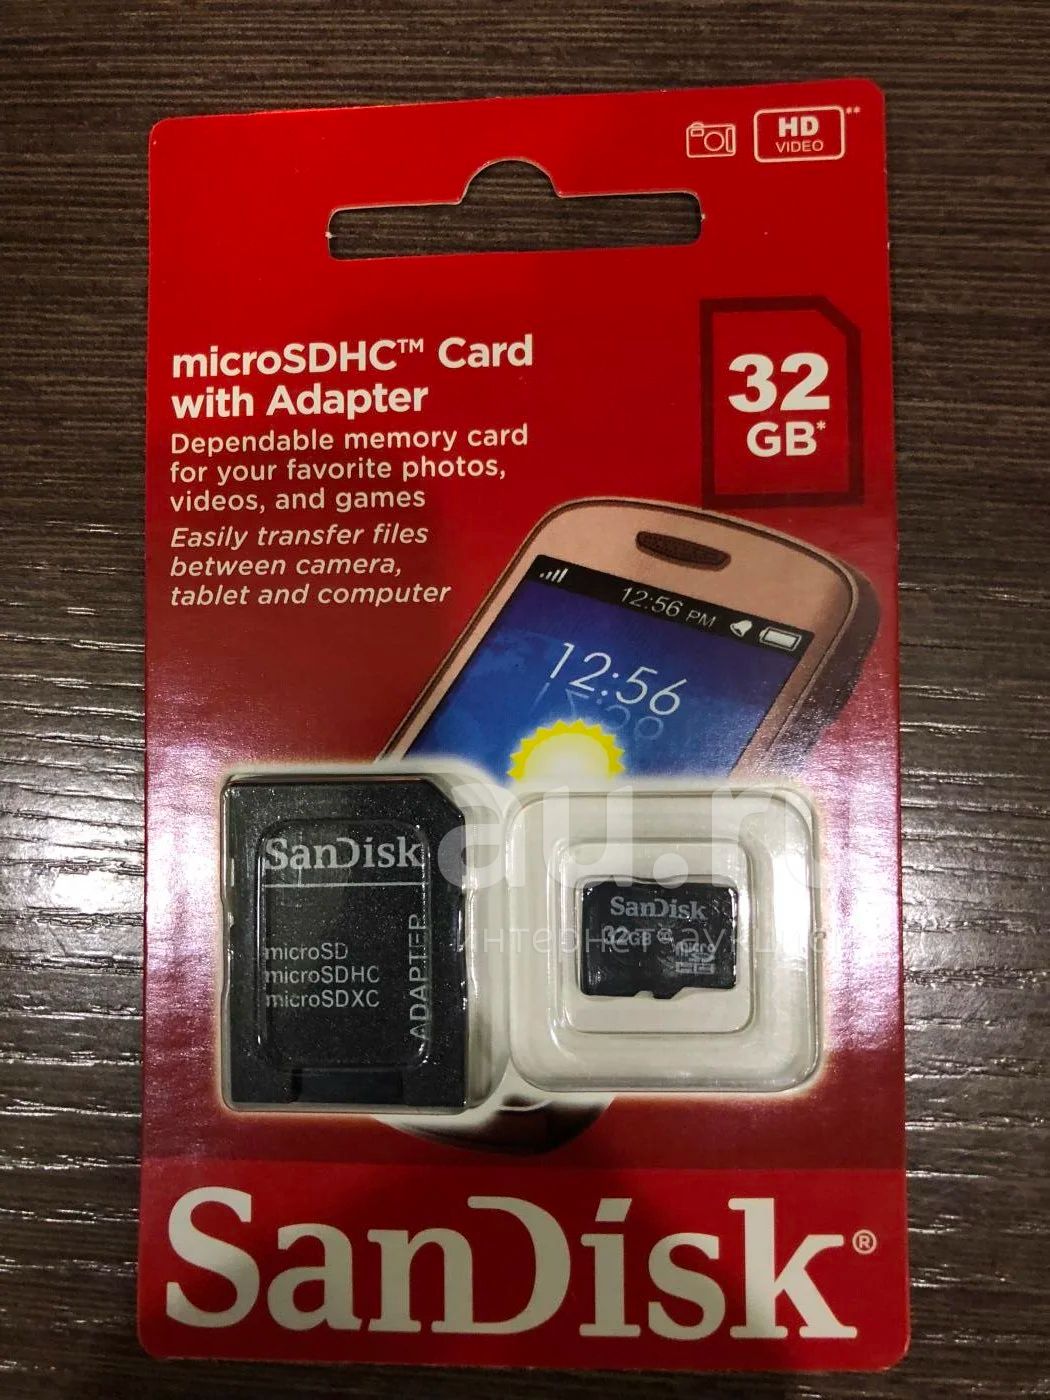 HD**
VIDEO
microSDHC™ Card
with Adapter
Dependable memory card
for your favorite photos,
videos, and games
Easily transfer files
between camera,
tablet and computer
32
GB*
12:56 PM
12:56
SanDisk
microSD
microSDHC
microSDXC
ADAPTER
SanDisk
32GB
au.ru
SanDisk®